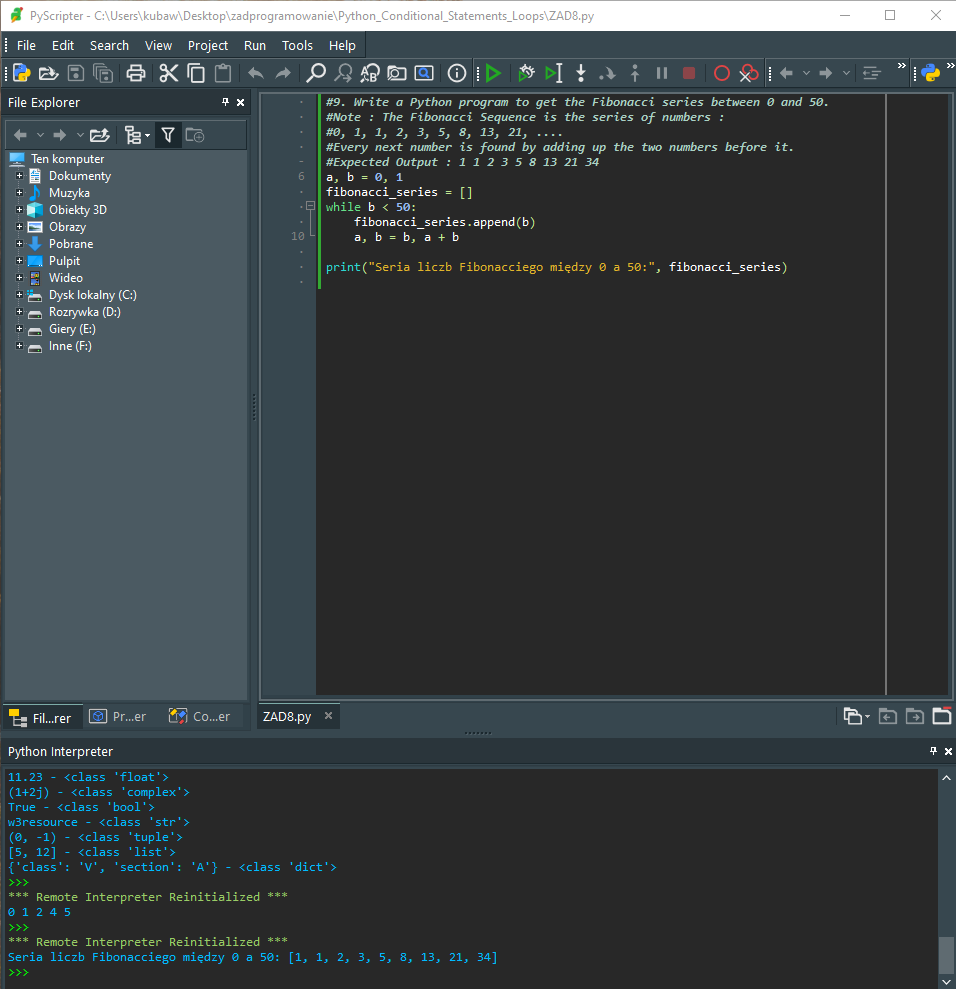 PyScripter - C:\Users\kubaw\Desktop\zadprogramowanie\Python_Conditional_Statements_Loops\ZAD8.py
File Edit Search View Project Run Tools Help
File Explorer
Ten komputer
Dokumenty
Muzyka
Obiekty 3D
Obrazy
Pobrane
Pulpit
Wideo
Dysk lokalny (C:)
Rozrywka (D:)
Giery (E:)
Inne (F:)
Fil...rer Pr...er Co...er
#9. Write a Python program to get the Fibonacci series between 0 and 50.
#Note : The Fibonacci Sequence is the series of numbers :
#0, 1, 1, 2, 3, 5, 8, 13, 21, ....
#Every next number is found by adding up the two numbers before it.
#Expected Output : 1 1 2 3 5 8 13 21 34
6 a, b = 0, 1
fibonacci_series = []
while b < 50:
fibonacci_series.append(b)
10 a, b = b, a + b
print("Seria liczb Fibonacciego między 0 a 50:", fibonacci_series)
ZAD8.py
Python Interpreter
11.23 - <class 'float'>
(1+2j) - <class 'complex'>
True - <class 'bool'>
w3resource - <class 'str'>
(0, -1) - <class 'tuple'>
[5, 12] - <class 'list'>
{'class': 'V', 'section': 'A'} - <class 'dict'>
>>>
*** Remote Interpreter Reinitialized ***
0 1 2 4 5
>>>
*** Remote Interpreter Reinitialized ***
Seria liczb Fibonacciego między 0 a 50: [1, 1, 2, 3, 5, 8, 13, 21, 34]
>>>